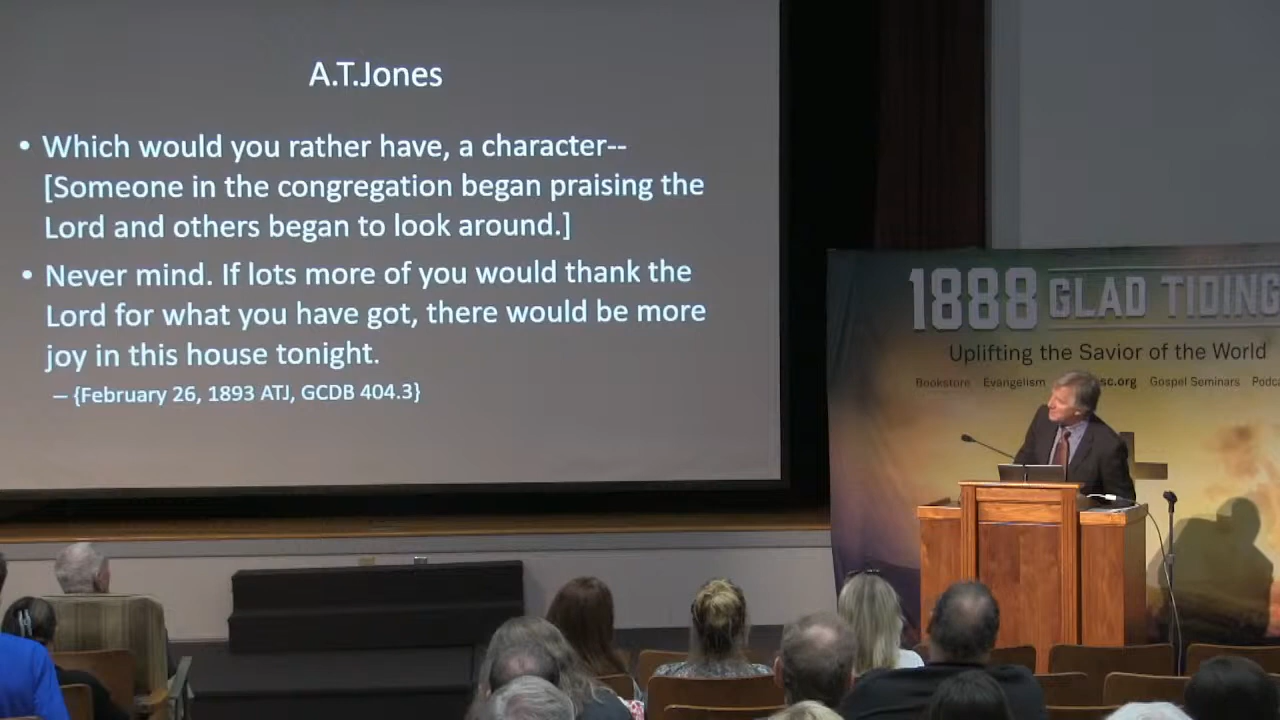 A.T.Jones
• Which would you rather have, a character--
[Someone in the congregation began praising the
Lord and others began to look around.]
• Never mind. If lots more of you would thank the
Lord for what you have got, there would be more
joy in this house tonight.
– {February 26, 1893 ATJ, GCDB 404.3}
1888 GLAD TIDING
Uplifting the Savior of the World
Bookstore Evangelism sc.org Gospel Seminars Podca